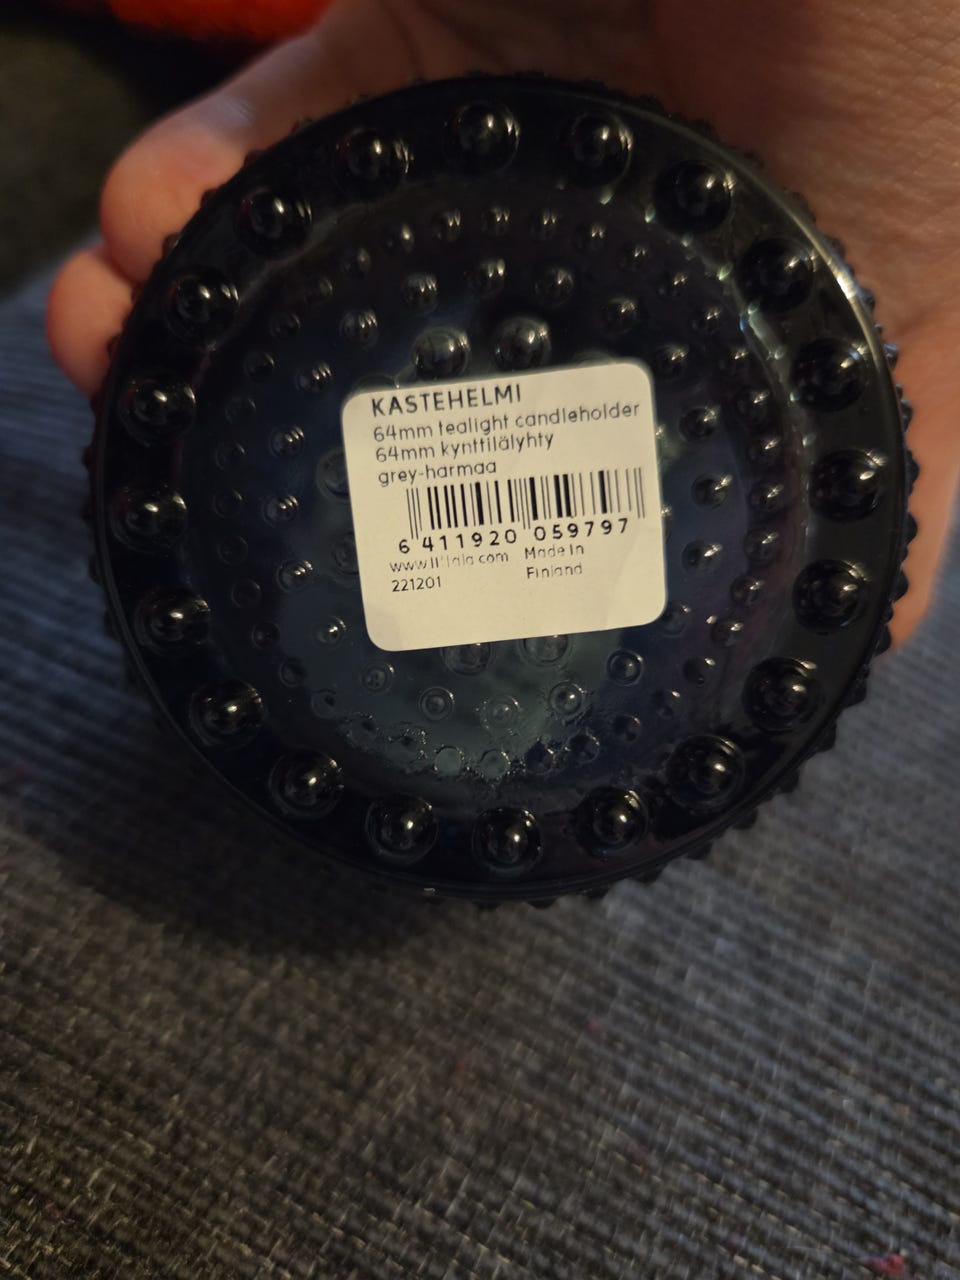 KASTEHELMI
64mm tealight candleholder
64mm kynttilälyhty
grey-harmaa
6 411920 059797
Made in
Finland
221201